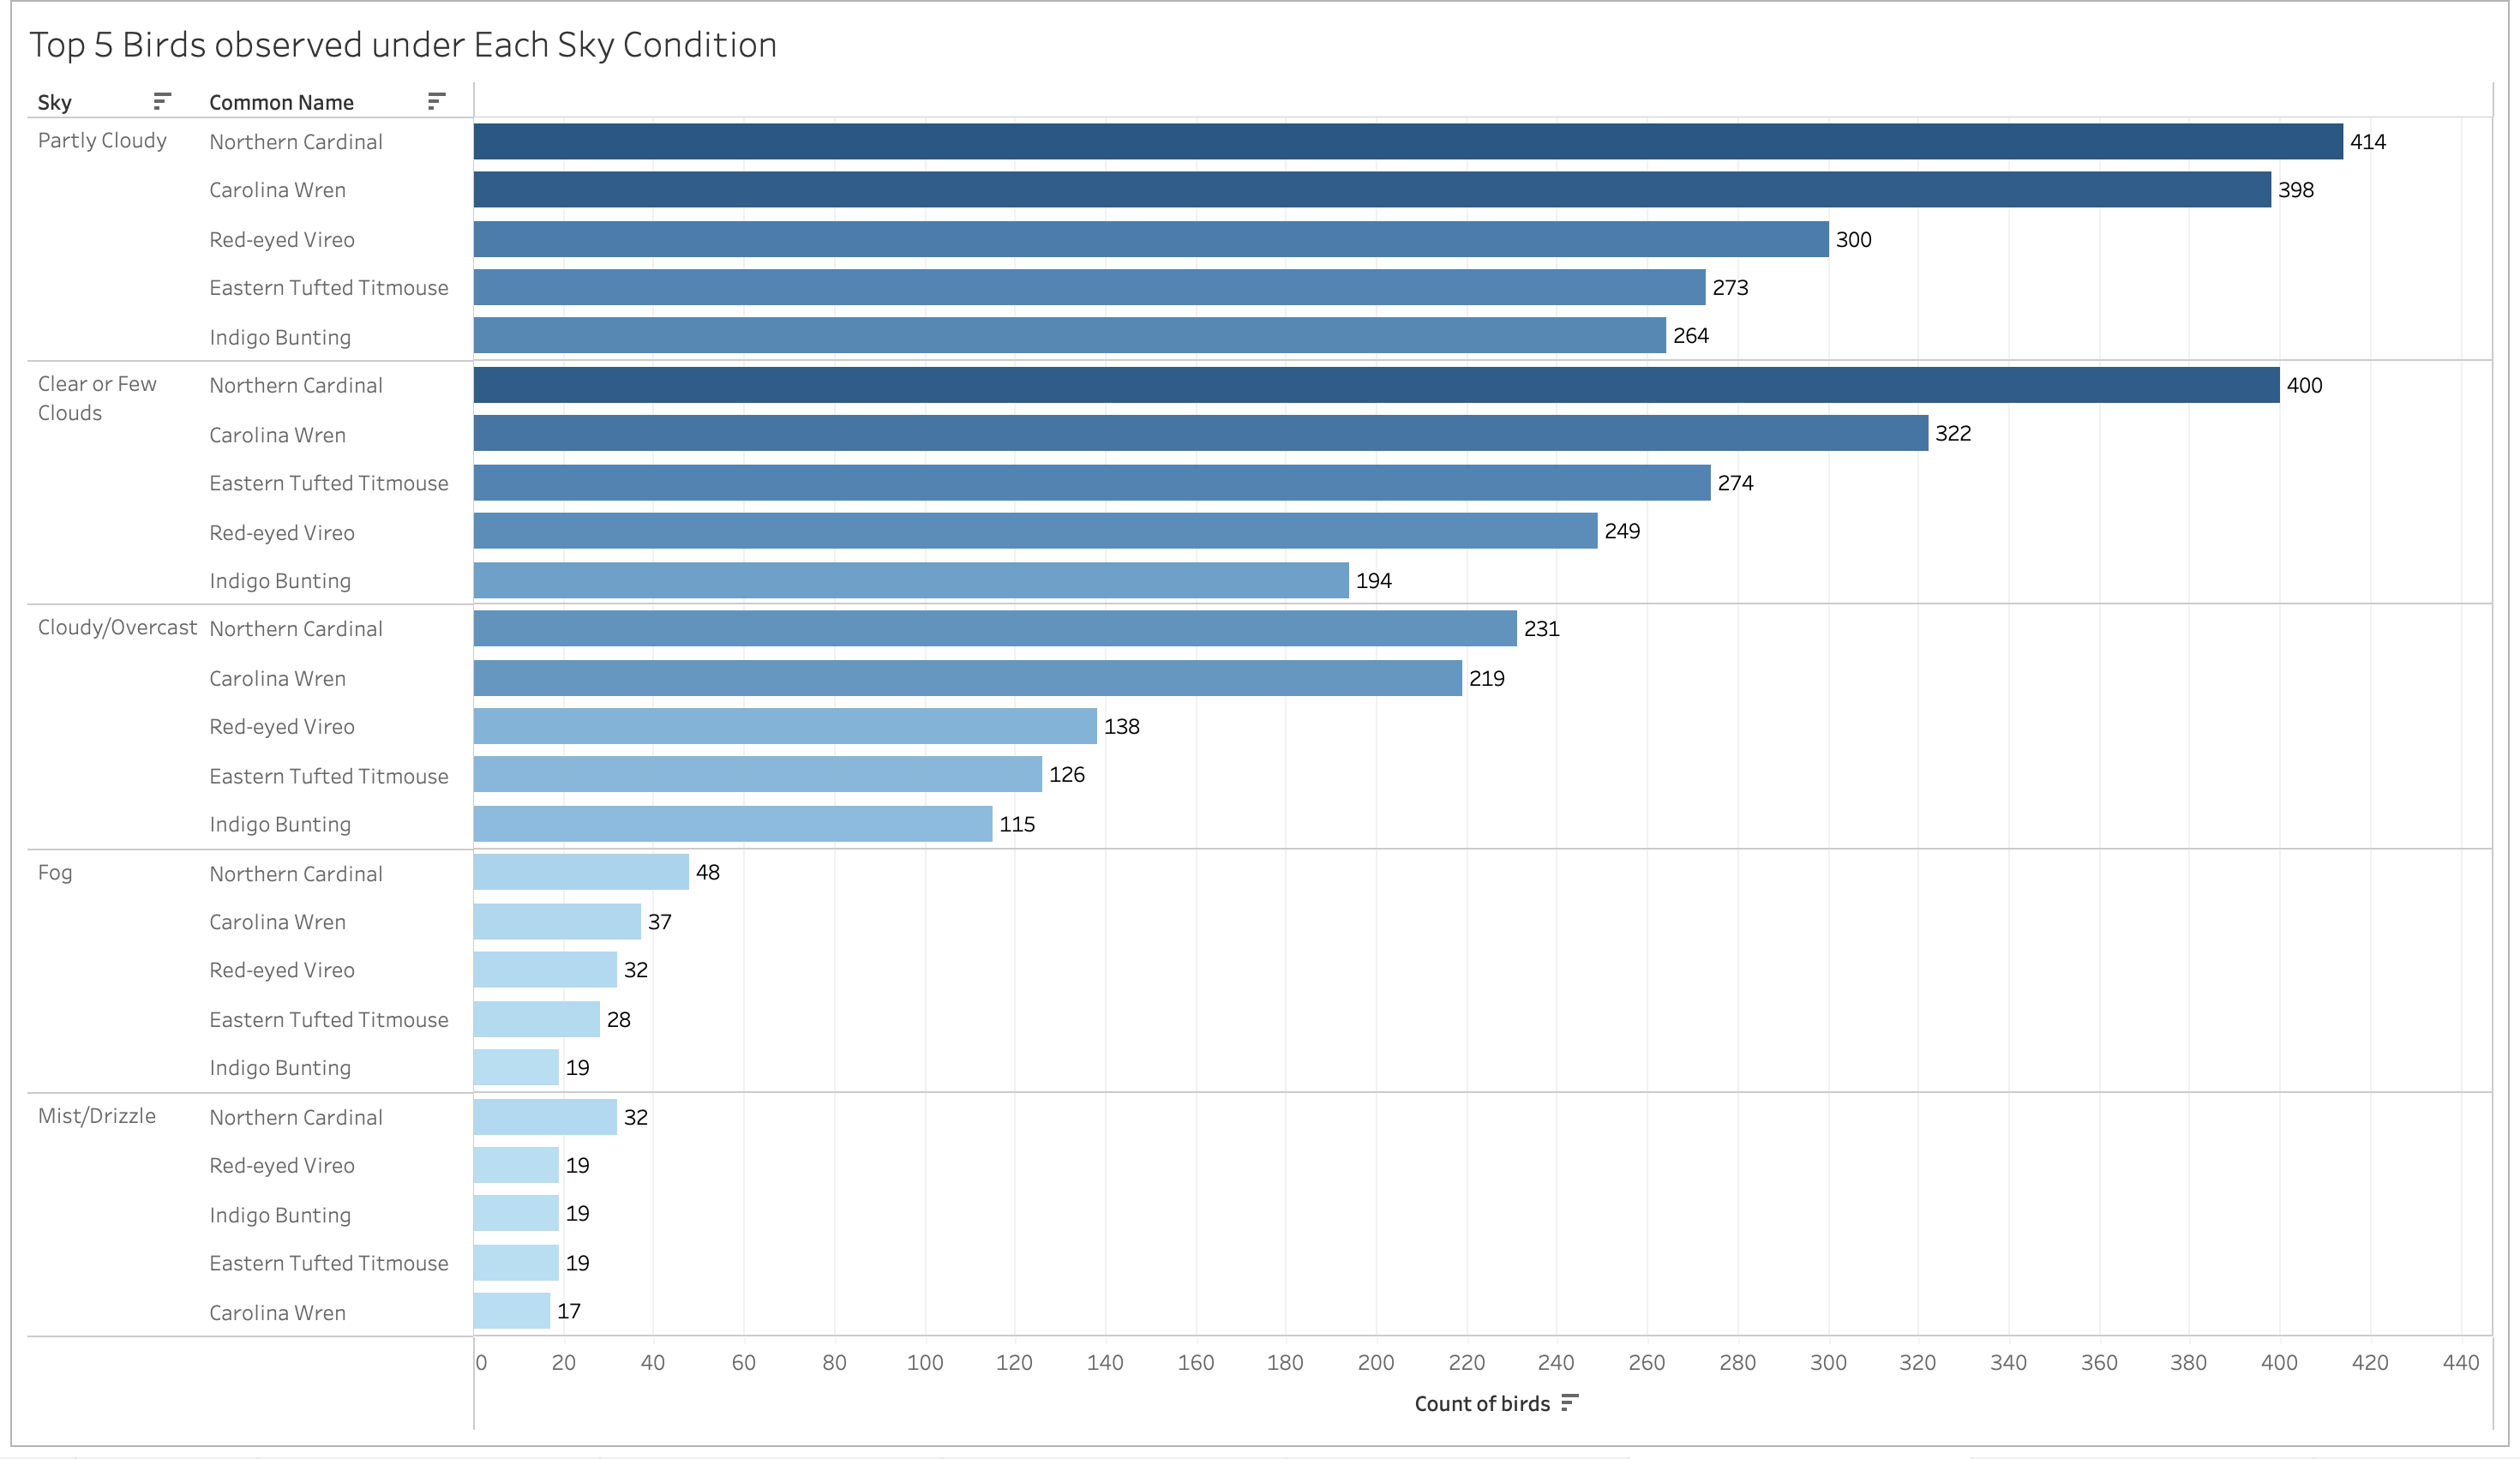 Top 5 Birds observed under Each Sky Condition
Sky Common Name
Partly Cloudy Northern Cardinal 414
Carolina Wren 398
Red-eyed Vireo 300
Eastern Tufted Titmouse 273
Indigo Bunting 264
Clear or Few
Clouds
Northern Cardinal 400
Carolina Wren 322
Eastern Tufted Titmouse 274
Red-eyed Vireo 249
Indigo Bunting 194
Cloudy/Overcast Northern Cardinal 231
Carolina Wren 219
Red-eyed Vireo 138
Eastern Tufted Titmouse 126
Indigo Bunting 115
Fog Northern Cardinal 48
Carolina Wren 37
Red-eyed Vireo 32
Eastern Tufted Titmouse 28
Indigo Bunting 19
Mist/Drizzle Northern Cardinal 32
Red-eyed Vireo 19
Indigo Bunting 19
Eastern Tufted Titmouse 19
Carolina Wren 17
0 20 40 60 80 100 120 140 160 180 200 220 240 260 280 300 320 340 360 380 400 420 440
Count of birds